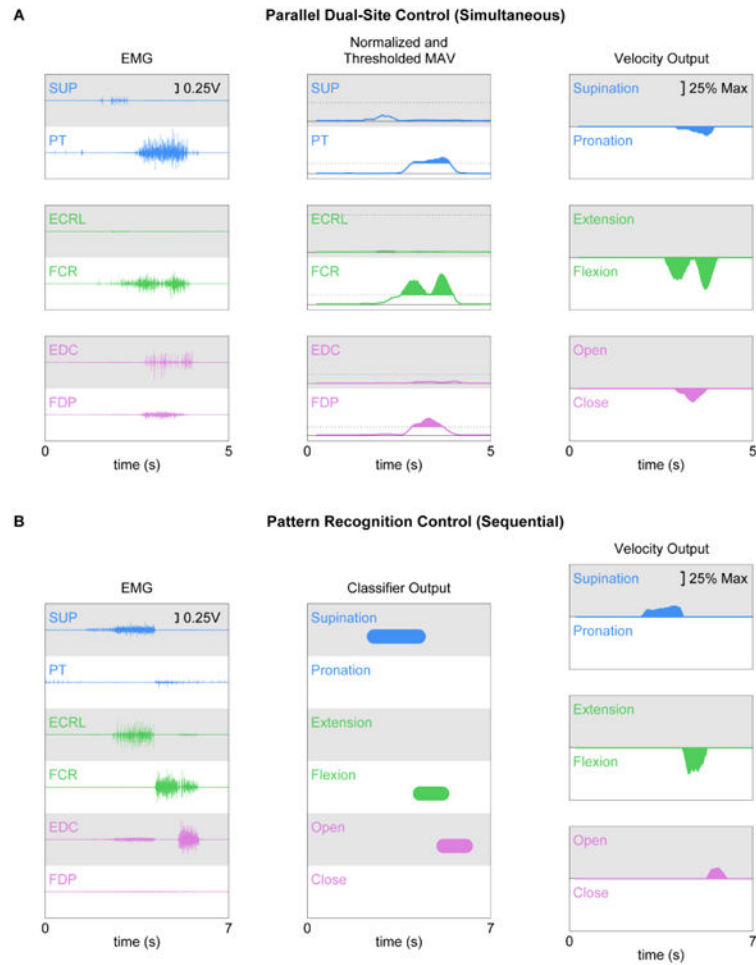 A
Parallel Dual-Site Control (Simultaneous)
EMG
Normalized and
Thresholded MAV
Velocity Output
SUP
0.25V
PT
SUP
PT
Supination
25% Max
Pronation
ECRL
FCR
ECRL
FCR
Extension
Flexion
EDC
FDP
EDC
FDP
Open
Close
0
5
time (s)
0
5
time (s)
0
5
time (s)
B
Pattern Recognition Control (Sequential)
EMG
Classifier Output
Velocity Output
SUP
0.25V
PT
ECRL
FCR
EDC
FDP
0
7
time (s)
Supination
Pronation
Extension
Flexion
Open
Close
0
7
time (s)
Supination
25% Max
Pronation
Extension
Flexion
Open
Close
0
7
time (s)